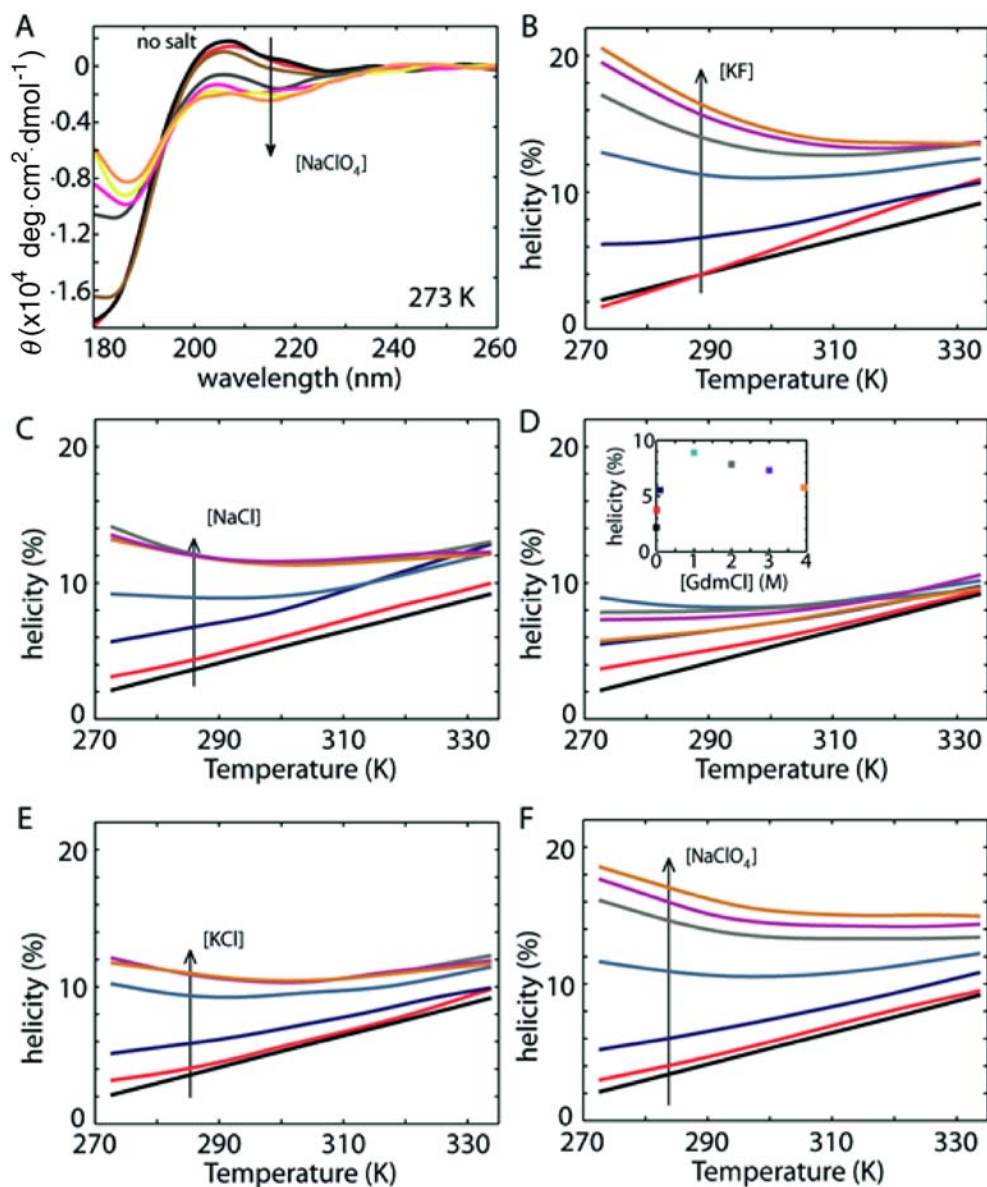 A
no salt
[NaClO₄]
273 K
θ (x10⁴ deg·cm²·dmol⁻¹)
0
·0.4
·0.8
·1.2
·1.6
180 200 220 240 260
wavelength (nm)
B
[KF]
helicity (%)
20
10
0
270 290 310 330
Temperature (K)
C
[NaCl]
helicity (%)
20
10
0
270 290 310 330
Temperature (K)
D
helicity (%)
10
5
0
0 1 2 3 4
[GdmCl] (M)
helicity (%)
20
10
0
270 290 310 330
Temperature (K)
E
[KCl]
helicity (%)
20
10
0
270 290 310 330
Temperature (K)
F
[NaClO₄]
helicity (%)
20
10
0
270 290 310 330
Temperature (K)